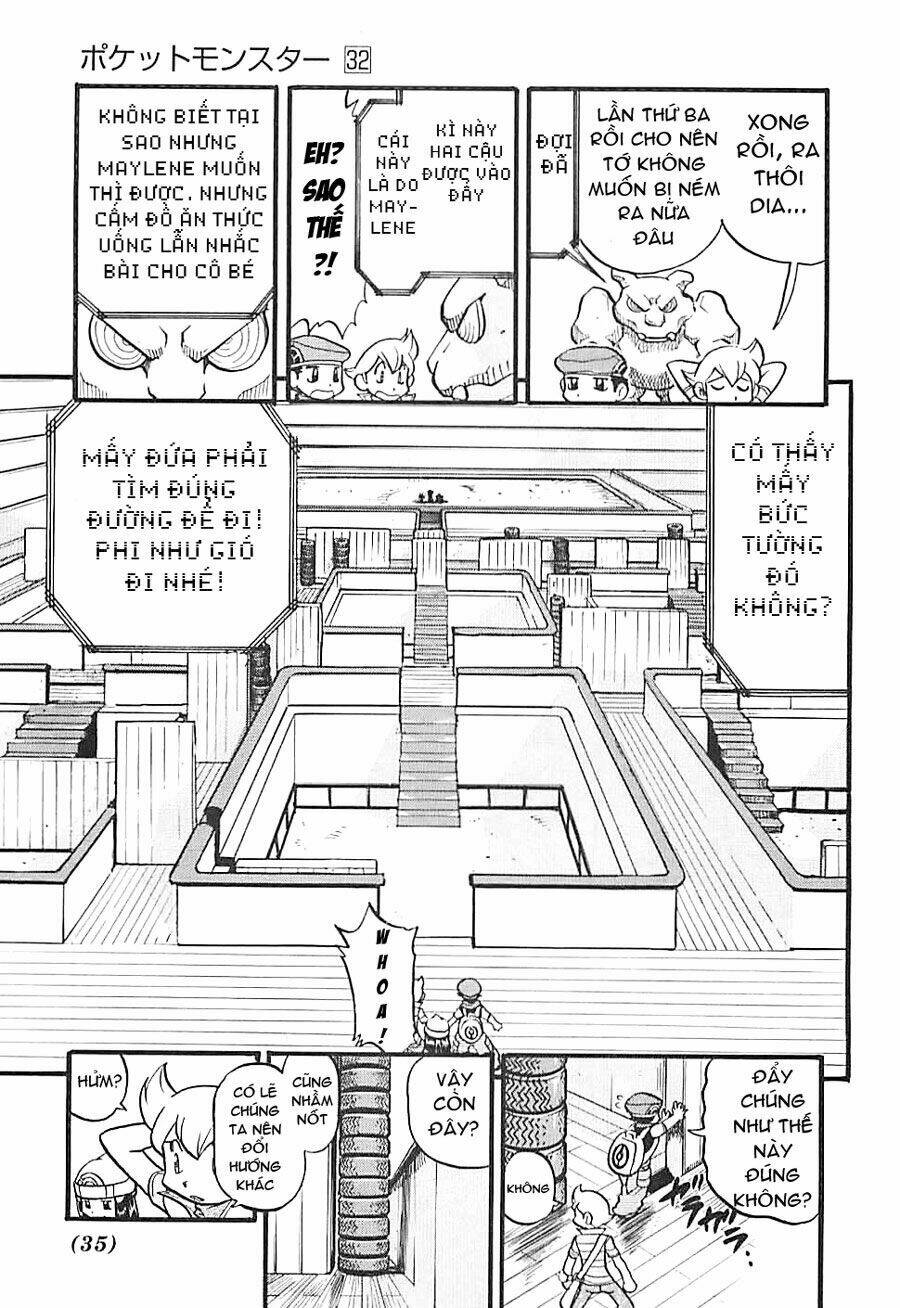 ポケットモンスター 32
XONG
RỒI, RA
THÔI
DIA...
LẦN THỨ BA
RỒI CHO NÊN
TỚ KHÔNG
MUỐN BỊ NÉM
RA NỮA
ĐÂU
ĐỢI
ĐÃ
KÌ NÀY
HAI CẬU
ĐƯỢC VÀO
ĐẤY
CÁI
NÀY
LÀ DO
MAY-
LENE
EH?
SAO
THẾ
?!
KHÔNG BIẾT TẠI
SAO NHƯNG
MAYLENE MUỐN
THÌ ĐƯỢC. NHƯNG
CẤM ĐỒ ĂN THỨC
UỐNG LẪN NHẮC
BÀI CHO CÔ BÉ
CÓ THẤY
MẤY
BỨC
TƯỜNG
ĐÓ
KHÔNG?
MẤY ĐỨA PHẢI
TÌM ĐÚNG
ĐƯỜNG ĐỂ ĐI!
PHI NHƯ GIÓ
ĐI NHÉ!
WHOA!
ĐẨY
CHÚNG
NHƯ THẾ
NÀY
ĐÚNG
KHÔNG?
KHÔNG
VẬY
CÒN
ĐÂY?
CŨNG
NHẦM
NỐT
CÓ LẼ
CHÚNG
TA NÊN
ĐỔI
HƯỚNG
KHÁC
HỬM?
(35)